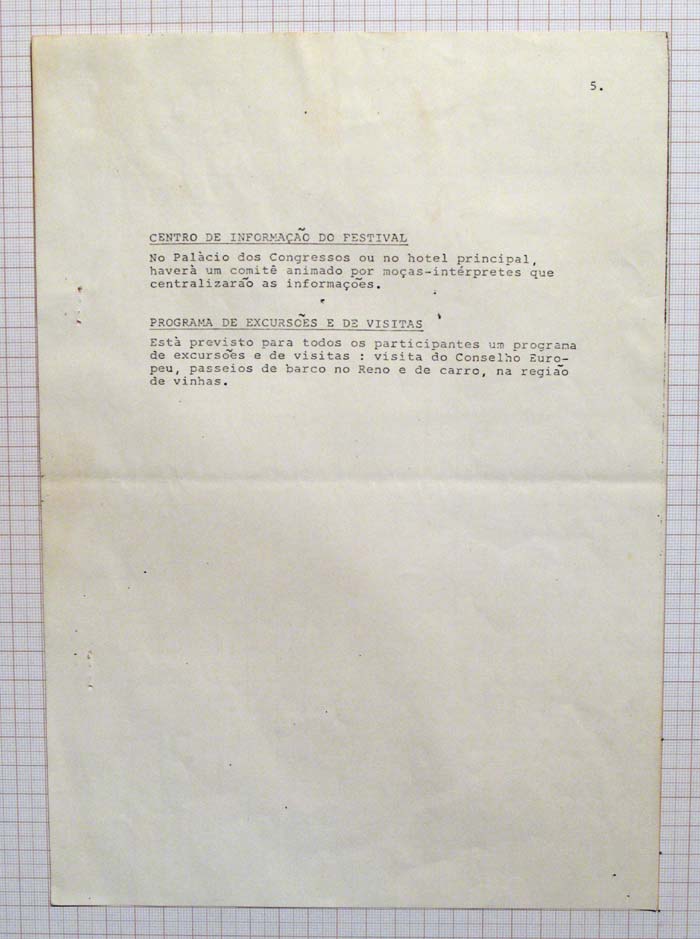 5.
CENTRO DE INFORMAÇÃO DO FESTIVAL
No Palàcio dos Congressos ou no hotel principal,
haverà um comitê animado por moças-intérpretes que
centralizarão as informações.
PROGRAMA DE EXCURSÕES E DE VISITAS
Està previsto para todos os participantes um programa
de excursões e de visitas : visita do Conselho Euro-
peu, passeios de barco no Reno e de carro, na região
de vinhas.